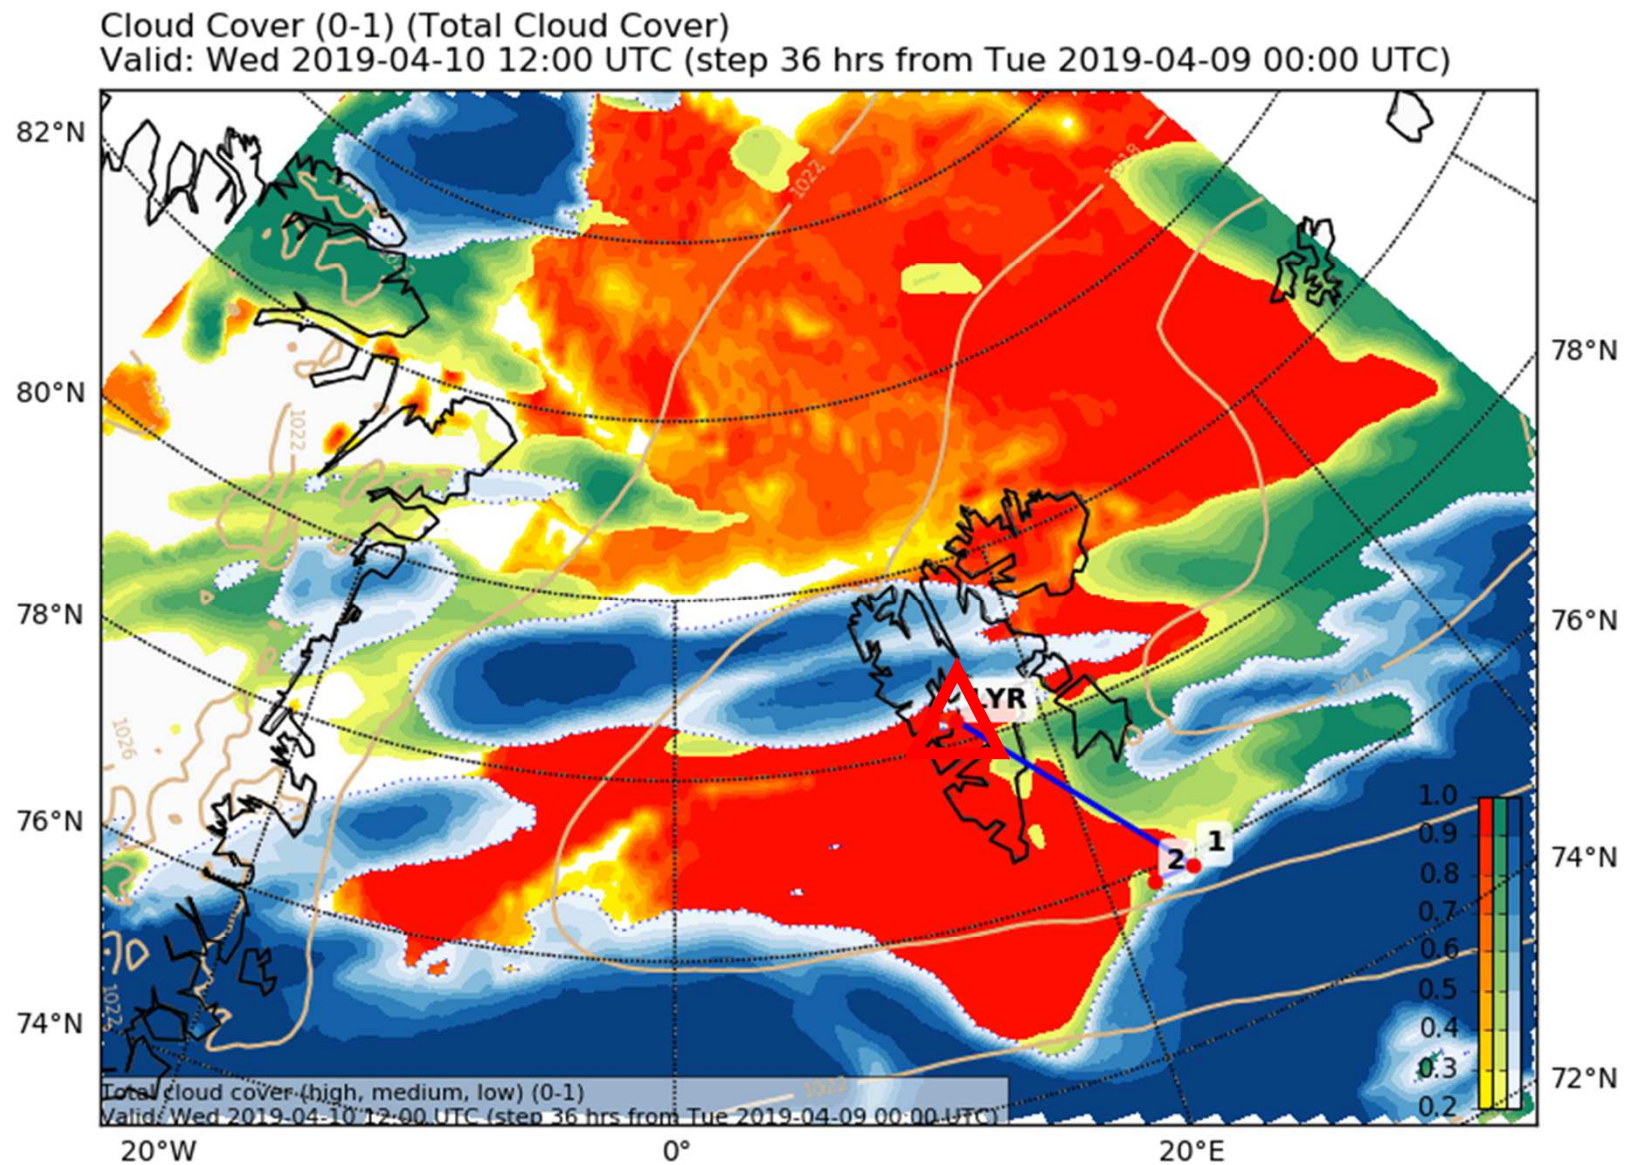 Cloud Cover (0-1) (Total Cloud Cover)
Valid: Wed 2019-04-10 12:00 UTC (step 36 hrs from Tue 2019-04-09 00:00 UTC)
82°N
1022
1018
78°N
80°N
1022
78°N
76°N
LYR
1014
1026
1.0
76°N
1
0.9
2
74°N
0.8
0.7
0.6
0.5
1022
74°N
0.4
0.3
72°N
1022
0.2
Total cloud cover (high, medium, low) (0-1)
Valid: Wed 2019-04-10 12:00 UTC (step 36 hrs from Tue 2019-04-09 00:00 UTC)
20°W
0°
20°E